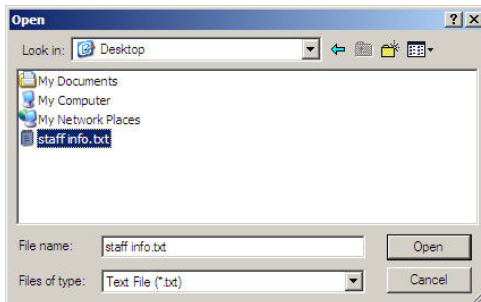 Open
Look in: Desktop
My Documents
My Computer
My Network Places
staff info.txt
File name: staff info.txt Open
Files of type: Text File (*.txt) Cancel